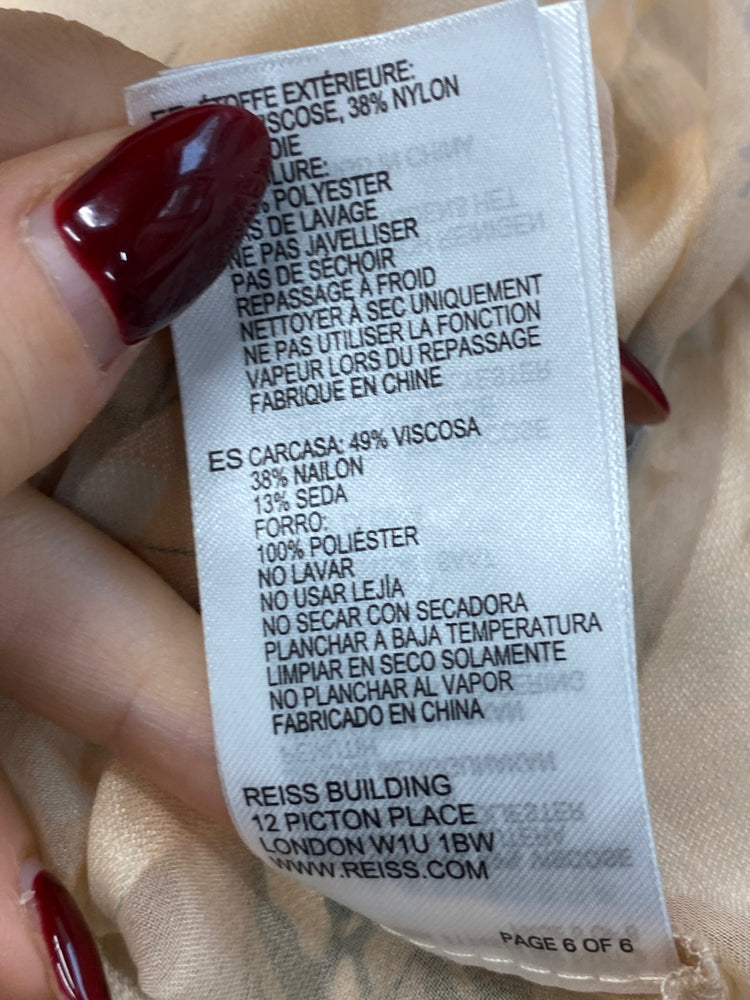 EXTÉRIEURE:
38% NYLON
POLYESTER
DE LAVAGE
NE PAS JAVELLISER
PAS DE SÉCHOIR
REPASSAGE À FROID
NETTOYER À SEC UNIQUEMENT
NE PAS UTILISER LA FONCTION
VAPEUR LORS DU REPASSAGE
FABRIQUE EN CHINE
ES CARCASA: 49% VISCOSA
38% NAILON
13% SEDA
FORRO:
100% POLIÉSTER
NO LAVAR
NO USAR LEJÍA
NO SECAR CON SECADORA
PLANCHAR A BAJA TEMPERATURA
LIMPIAR EN SECO SOLAMENTE
NO PLANCHAR AL VAPOR
FABRICADO EN CHINA
REISS BUILDING
12 PICTON PLACE
LONDON W1U 1BW
WWW.REISS.COM
PAGE 6 OF 6